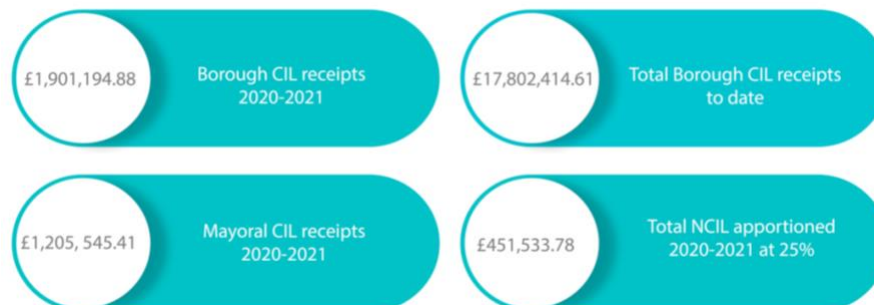 £1,901,194.88
Borough CIL receipts
2020-2021
£17,802,414.61
Total Borough CIL receipts
to date
£1,205, 545.41
Mayoral CIL receipts
2020-2021
£451,533.78
Total NCIL apportioned
2020-2021 at 25%